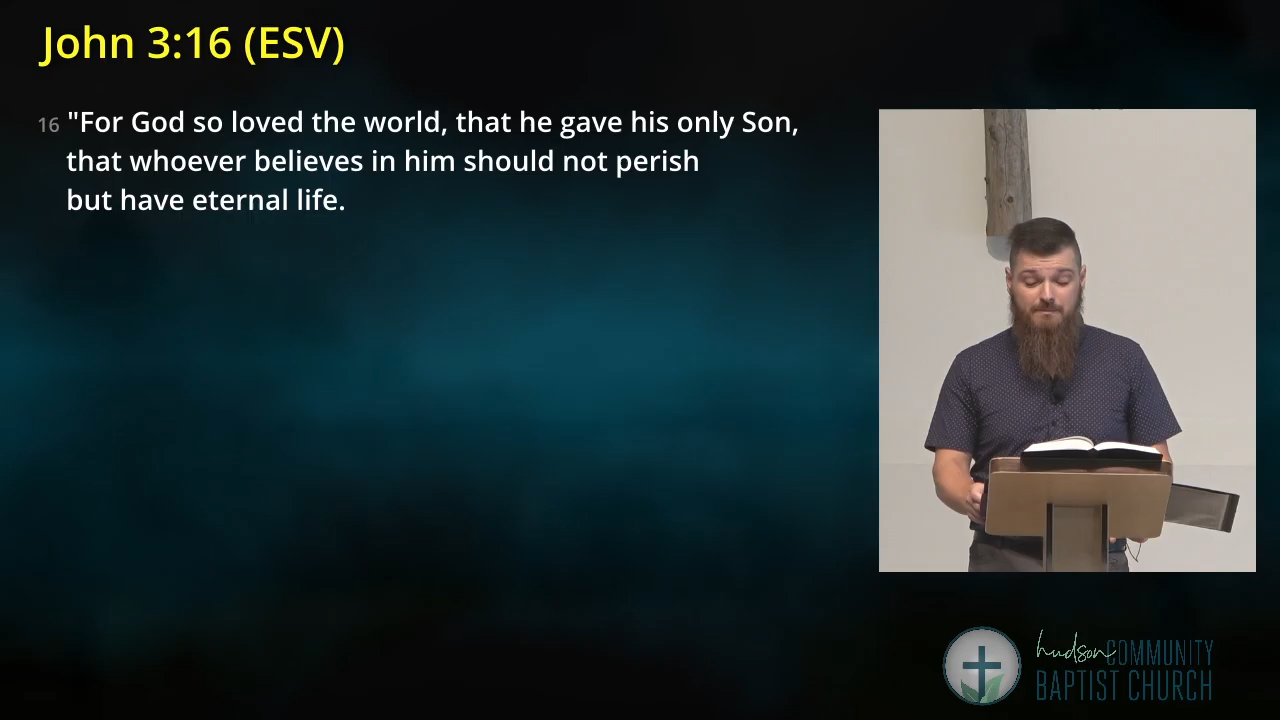 John 3:16 (ESV)
16 "For God so loved the world, that he gave his only Son,
that whoever believes in him should not perish
but have eternal life.
hudson COMMUNITY
BAPTIST CHURCH